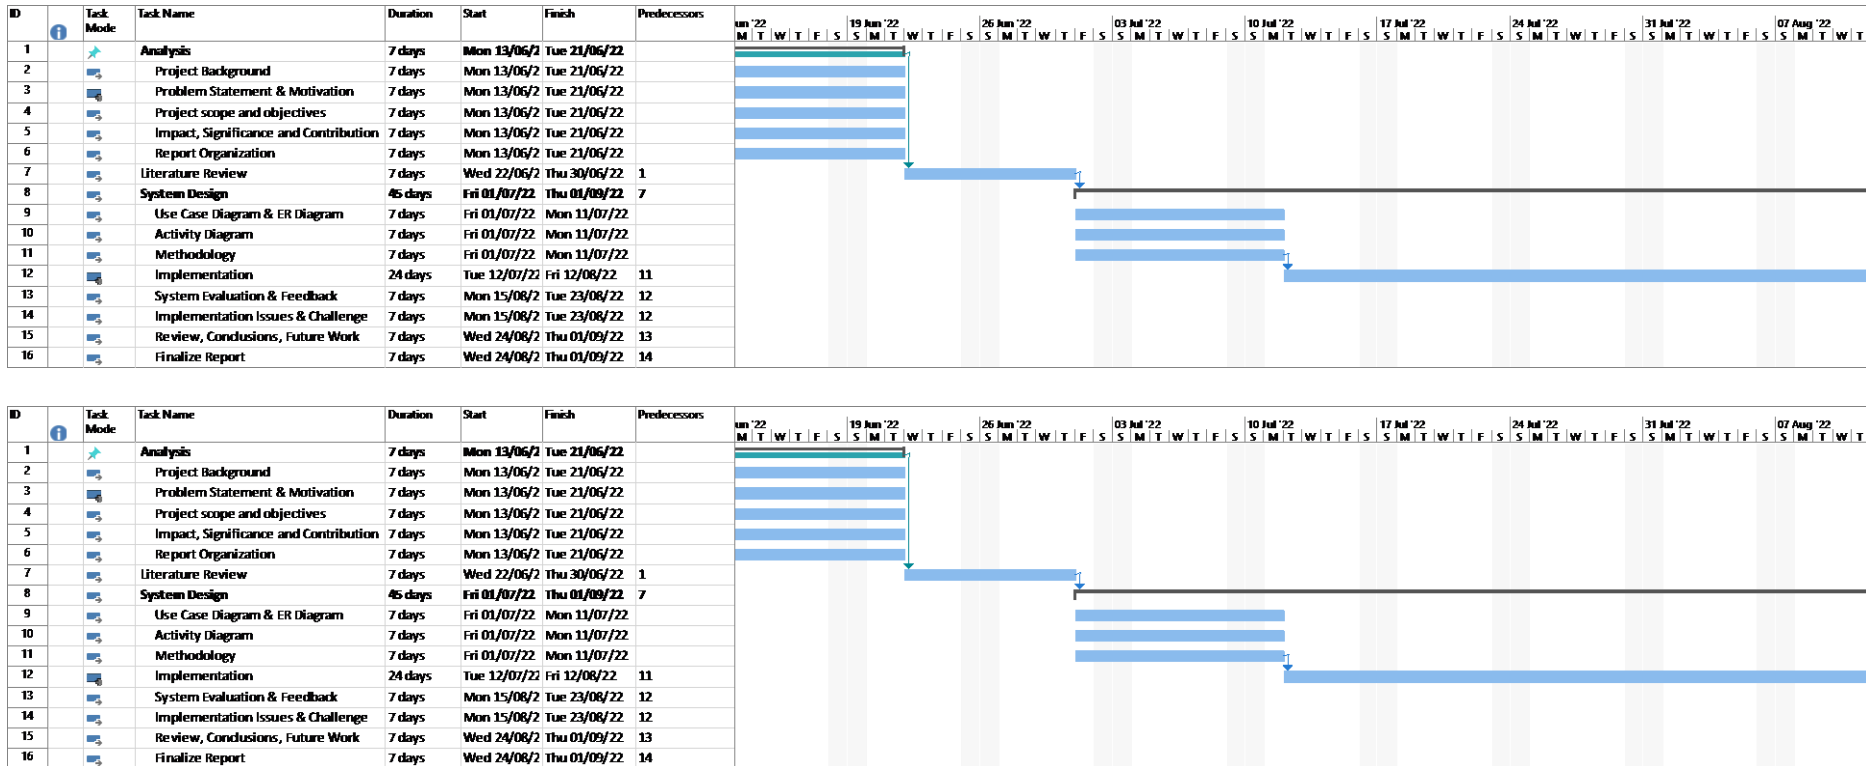 ID Task Mode Task Name Duration Start Finish Predecessors
un '22 19 Jun '22 26 Jun '22 03 Jul '22 10 Jul '22 17 Jul '22 24 Jul '22 31 Jul '22 07 Aug '22
M T W T F S S M T W T F S S M T W T F S S M T W T F S S M T W T F S S M T W T F S S M T W T F S S M T W T F S S M T W T
1 Analysis 7 days Mon 13/06/2 Tue 21/06/22
2 Project Background 7 days Mon 13/06/2 Tue 21/06/22
3 Problem Statement & Motivation 7 days Mon 13/06/2 Tue 21/06/22
4 Project scope and objectives 7 days Mon 13/06/2 Tue 21/06/22
5 Impact, Significance and Contribution 7 days Mon 13/06/2 Tue 21/06/22
6 Report Organization 7 days Mon 13/06/2 Tue 21/06/22
7 Literature Review 7 days Wed 22/06/2 Thu 30/06/22 1
8 System Design 45 days Fri 01/07/22 Thu 01/09/22 7
9 Use Case Diagram & ER Diagram 7 days Fri 01/07/22 Mon 11/07/22
10 Activity Diagram 7 days Fri 01/07/22 Mon 11/07/22
11 Methodology 7 days Fri 01/07/22 Mon 11/07/22
12 Implementation 24 days Tue 12/07/22 Fri 12/08/22 11
13 System Evaluation & Feedback 7 days Mon 15/08/2 Tue 23/08/22 12
14 Implementation Issues & Challenge 7 days Mon 15/08/2 Tue 23/08/22 12
15 Review, Conclusions, Future Work 7 days Wed 24/08/2 Thu 01/09/22 13
16 Finalize Report 7 days Wed 24/08/2 Thu 01/09/22 14
ID Task Mode Task Name Duration Start Finish Predecessors
un '22 19 Jun '22 26 Jun '22 03 Jul '22 10 Jul '22 17 Jul '22 24 Jul '22 31 Jul '22 07 Aug '22
M T W T F S S M T W T F S S M T W T F S S M T W T F S S M T W T F S S M T W T F S S M T W T F S S M T W T F S S M T W T
1 Analysis 7 days Mon 13/06/2 Tue 21/06/22
2 Project Background 7 days Mon 13/06/2 Tue 21/06/22
3 Problem Statement & Motivation 7 days Mon 13/06/2 Tue 21/06/22
4 Project scope and objectives 7 days Mon 13/06/2 Tue 21/06/22
5 Impact, Significance and Contribution 7 days Mon 13/06/2 Tue 21/06/22
6 Report Organization 7 days Mon 13/06/2 Tue 21/06/22
7 Literature Review 7 days Wed 22/06/2 Thu 30/06/22 1
8 System Design 45 days Fri 01/07/22 Thu 01/09/22 7
9 Use Case Diagram & ER Diagram 7 days Fri 01/07/22 Mon 11/07/22
10 Activity Diagram 7 days Fri 01/07/22 Mon 11/07/22
11 Methodology 7 days Fri 01/07/22 Mon 11/07/22
12 Implementation 24 days Tue 12/07/22 Fri 12/08/22 11
13 System Evaluation & Feedback 7 days Mon 15/08/2 Tue 23/08/22 12
14 Implementation Issues & Challenge 7 days Mon 15/08/2 Tue 23/08/22 12
15 Review, Conclusions, Future Work 7 days Wed 24/08/2 Thu 01/09/22 13
16 Finalize Report 7 days Wed 24/08/2 Thu 01/09/22 14